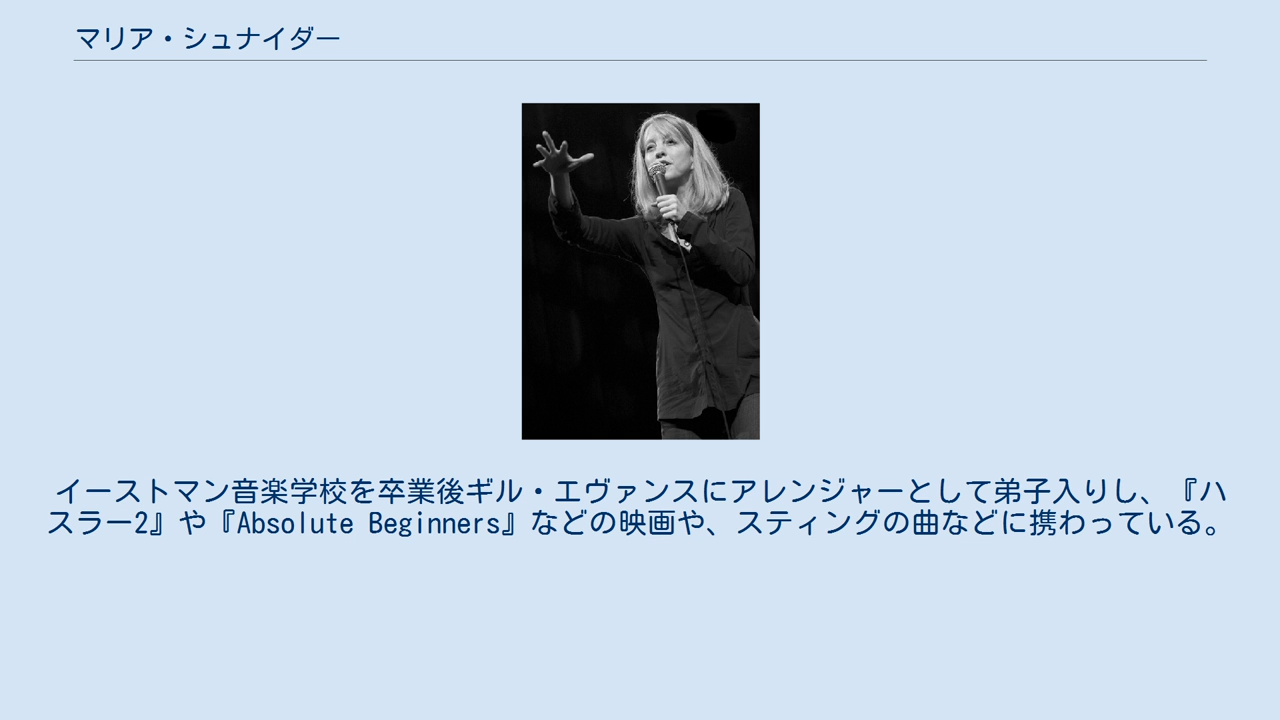 マリア・シュナイダー
イーストマン音楽学校を卒業後ギル・エヴァンスにアレンジャーとして弟子入りし、『ハ
スラー2』や『Absolute Beginners』などの映画や、スティングの曲などに携わっている。